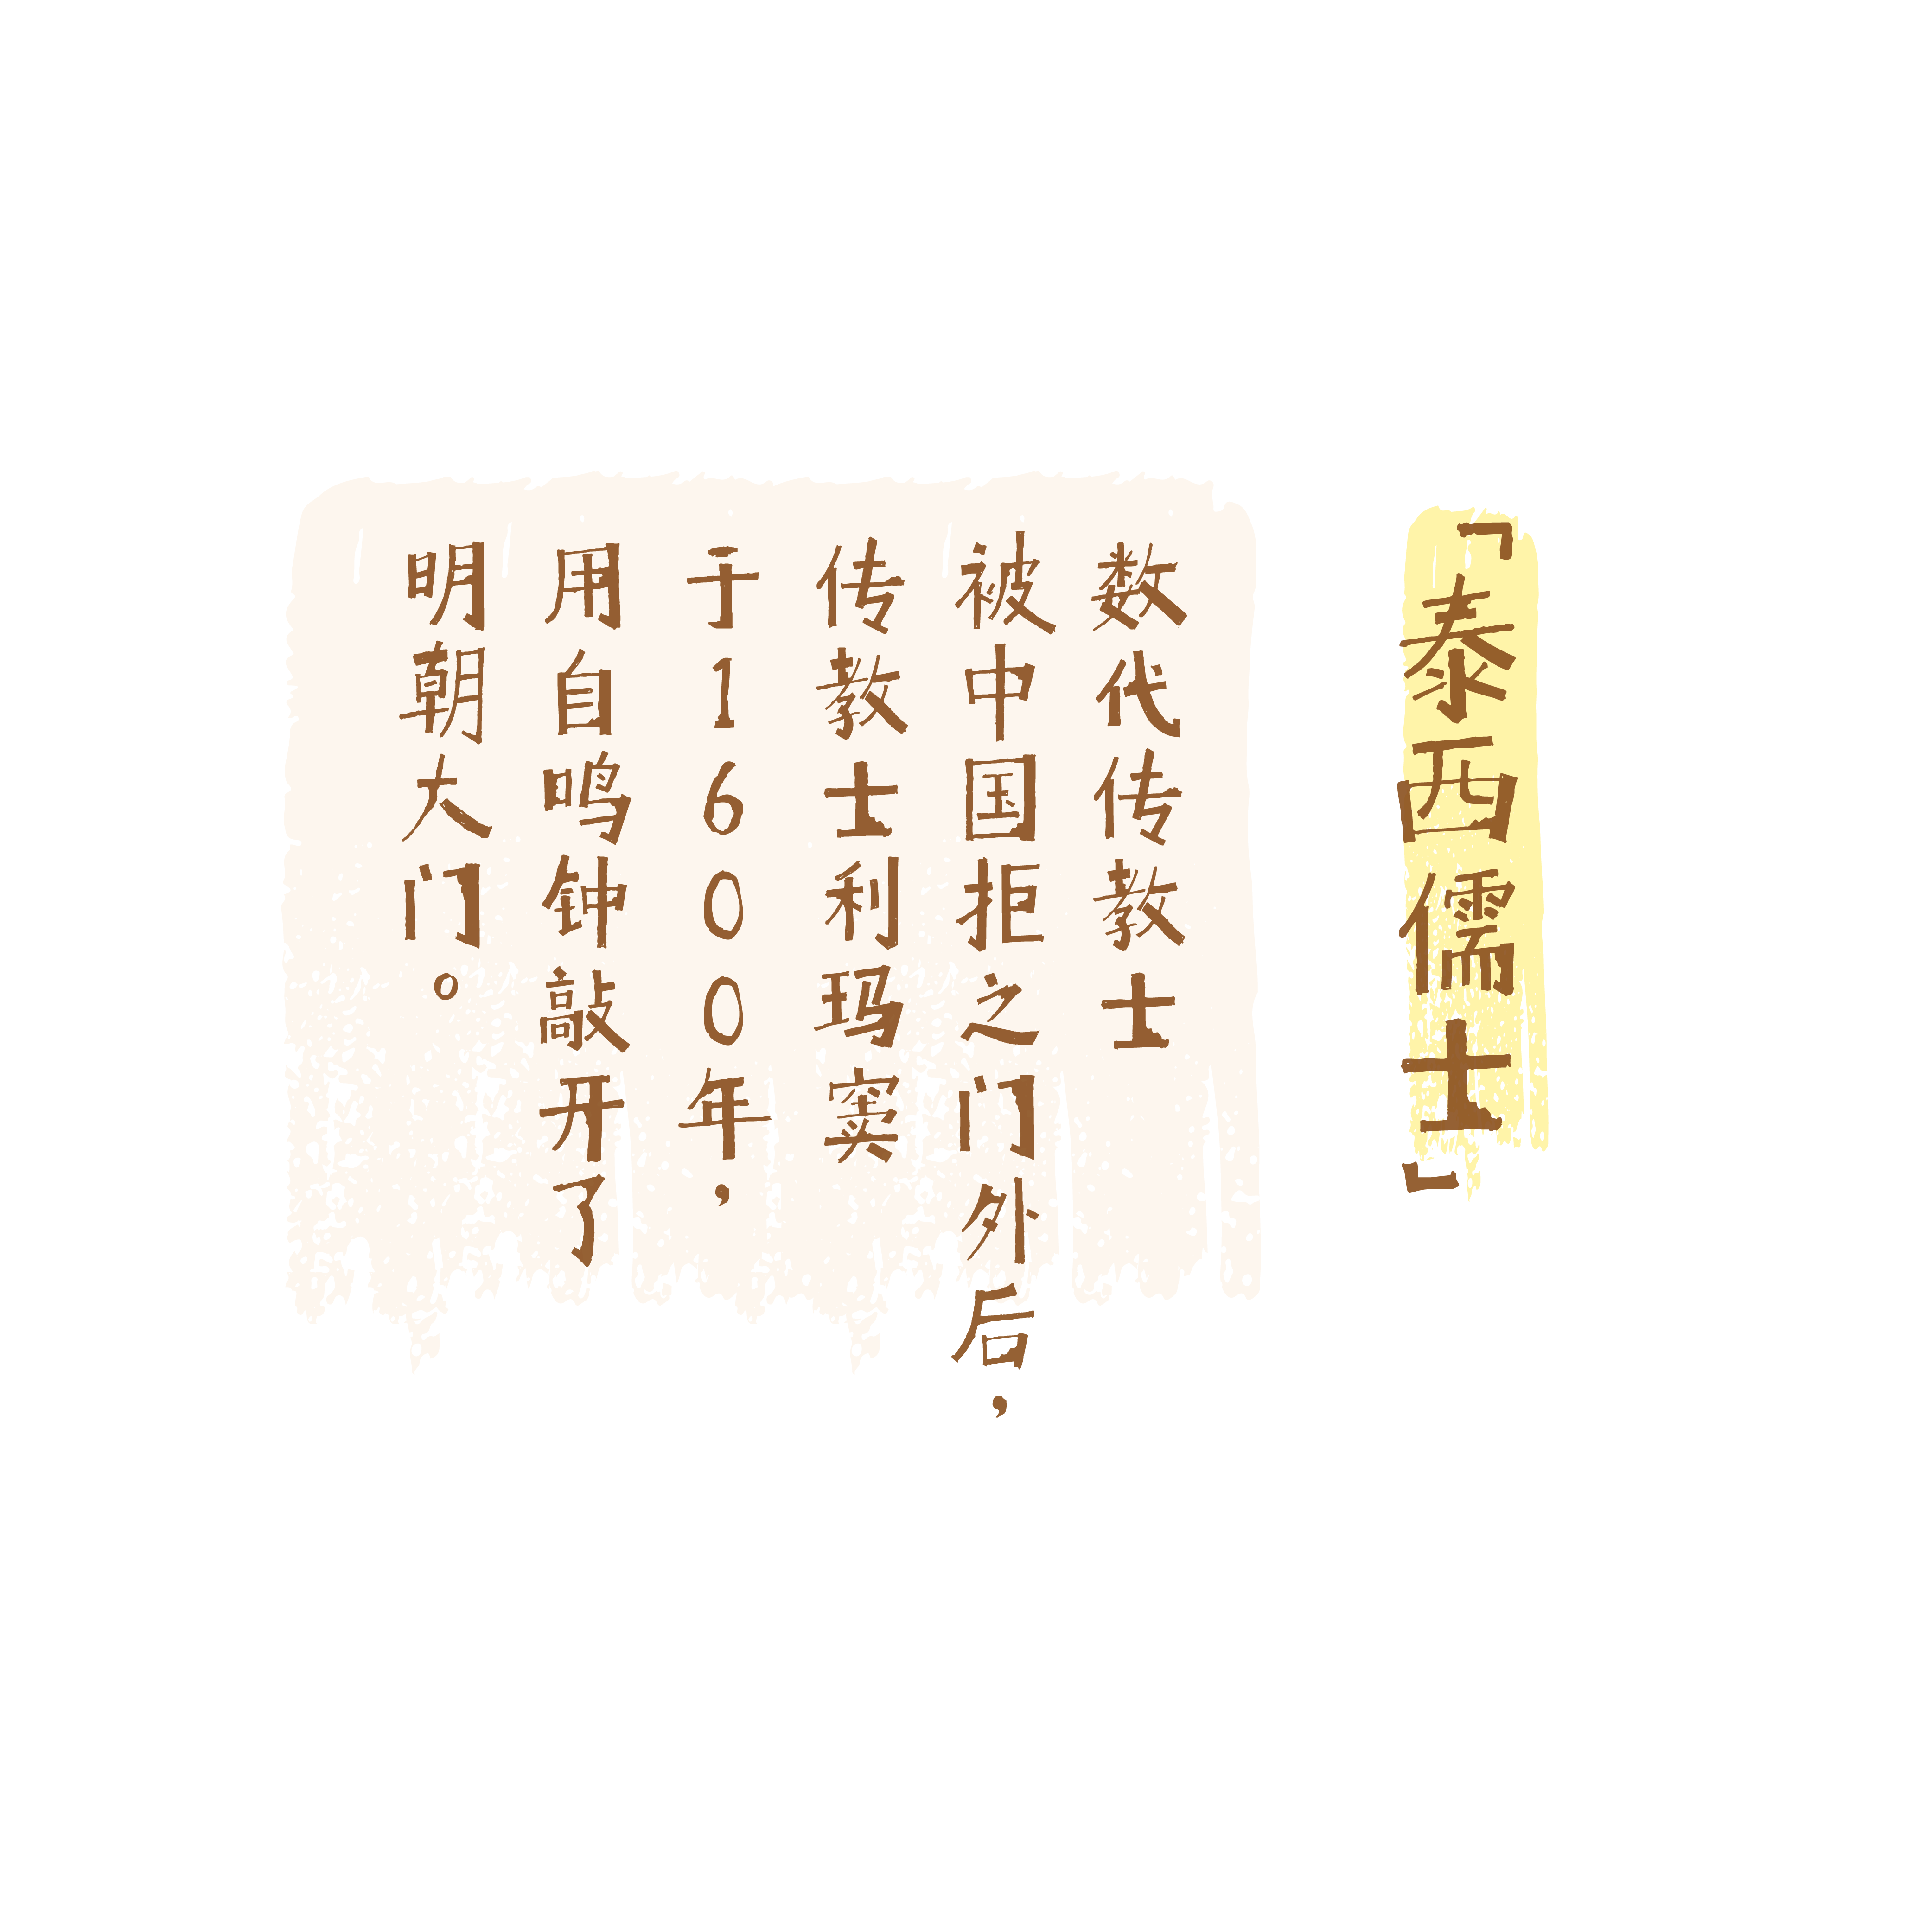 「泰西儒士」
数代传教士
被中国拒之门外后，
传教士利玛窦
于1600年，
用自鸣钟敲开了
明朝大门。